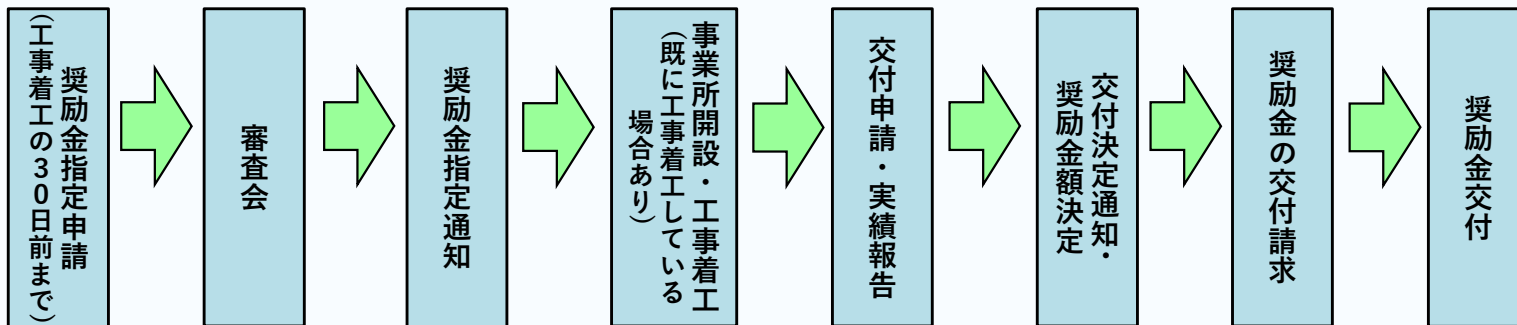 奨励金指定申請
(工事着工の30日前まで)
審査会
奨励金指定通知
事業所開設・工事着工
(既に工事着工している
場合あり)
交付申請・実績報告
交付決定通知・
奨励金額決定
奨励金の交付請求
奨励金交付